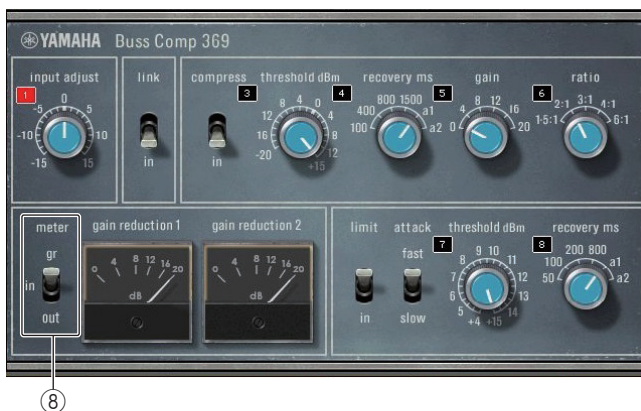 YAMAHA Buss Comp 369
input adjust
1
-15 -10 -5 0 5 10 15
link
in
compress
in
3
threshold dBm
-20 16 12 8 4 0 4 8 12 +15
4
recovery ms
100 400 800 1500 a1 a2
5
gain
0 4 8 12 16 20
6
ratio
1-5:1 2:1 3:1 4:1 6:1
meter
gr
in
out
gain reduction 1
0 4 8 12 16 20
dB
gain reduction 2
0 4 8 12 16 20
dB
limit
in
attack
fast
slow
7
threshold dBm
+4 5 6 7 8 8 9 10 11 12 13 14 +15
8
recovery ms
50 100 200 800 a1 a2
⑧